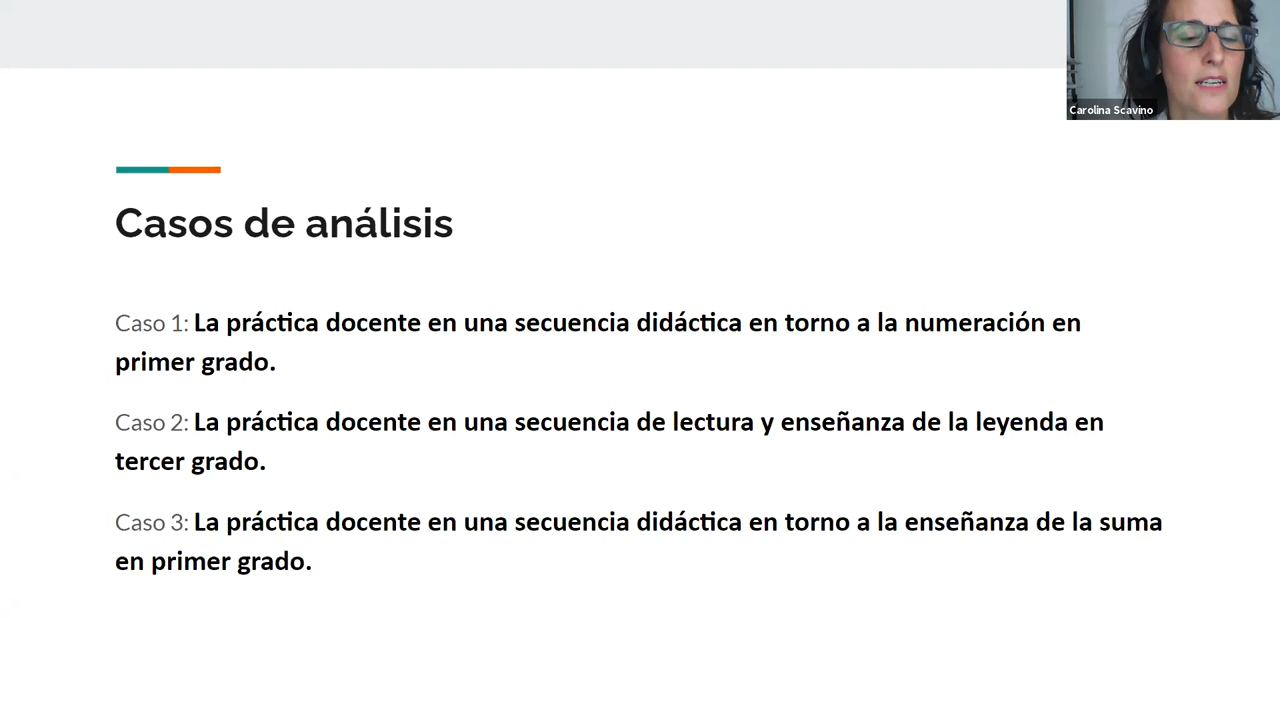 Carolina Scavino
Casos de análisis
Caso 1: La práctica docente en una secuencia didáctica en torno a la numeración en
primer grado.
Caso 2: La práctica docente en una secuencia de lectura y enseñanza de la leyenda en
tercer grado.
Caso 3: La práctica docente en una secuencia didáctica en torno a la enseñanza de la suma
en primer grado.